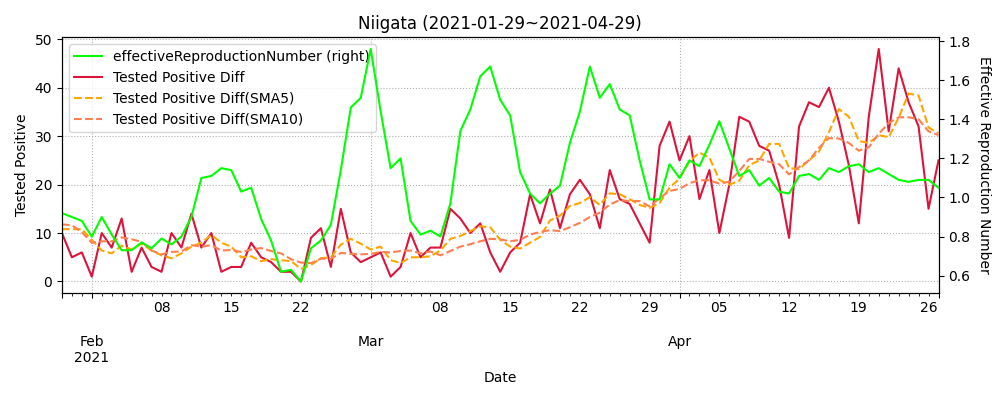 Niigata (2021-01-29~2021-04-29)
effectiveReproductionNumber (right)
Tested Positive Diff
Tested Positive Diff(SMA5)
Tested Positive Diff(SMA10)
Tested Positive
50
40
30
20
10
0
1.8
1.6
1.4
1.2
1.0
0.8
0.6
Effective Reproduction Number
08 15 22 08 15 22 29 05 12 19 26
Feb Mar Apr
2021
Date